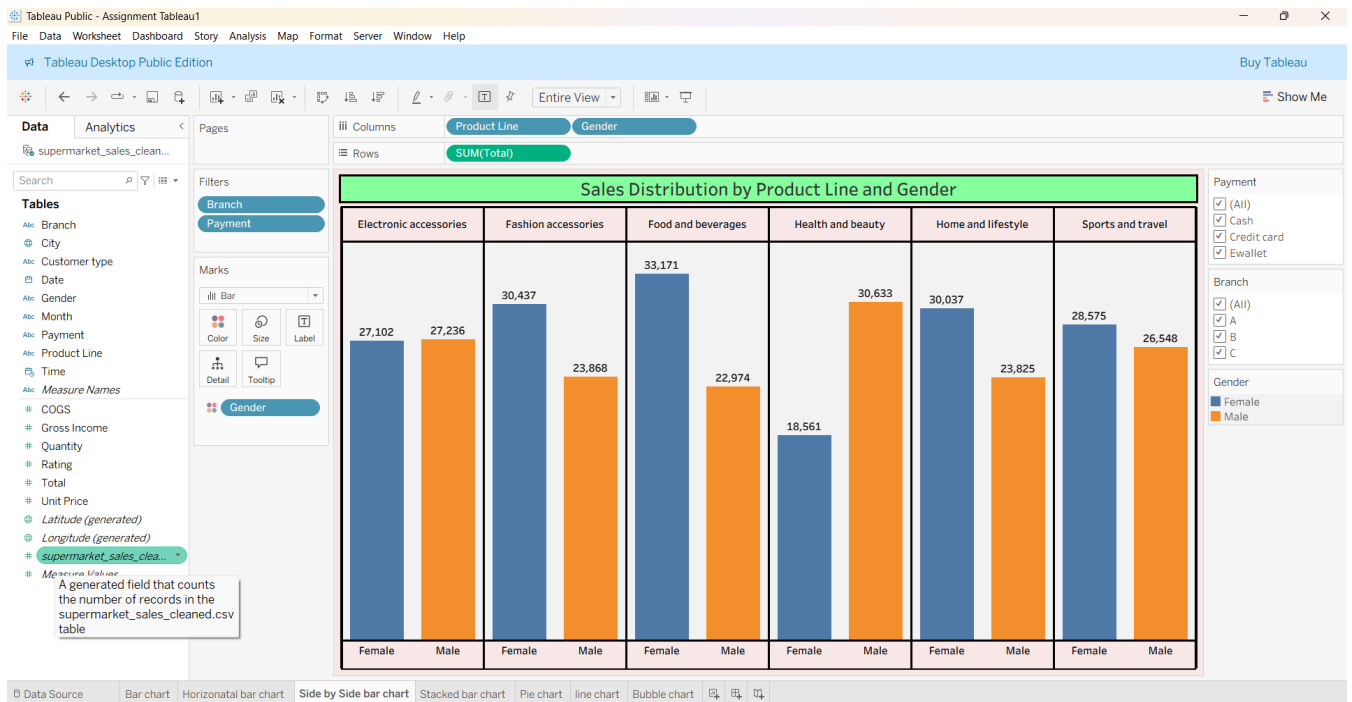 Tableau Public - Assignment Tableau1
File Data Worksheet Dashboard Story Analysis Map Format Server Window Help
Tableau Desktop Public Edition
Buy Tableau
Entire View
Show Me
Data
Analytics
supermarket_sales_clean...
Search
Tables
Abc Branch
City
Abc Customer type
Date
Abc Gender
Abc Month
Abc Payment
Abc Product Line
Time
Abc Measure Names
# COGS
# Gross Income
# Quantity
# Rating
# Total
# Unit Price
Latitude (generated)
Longitude (generated)
# supermarket_sales_clea...
# Measure Values
A generated field that counts
the number of records in the
supermarket_sales_cleaned.csv
table
Pages
Filters
Branch
Payment
Marks
Bar
Color Size Label
Detail Tooltip
Gender
Columns Product Line Gender
Rows SUM(Total)
Sales Distribution by Product Line and Gender
Electronic accessories Fashion accessories Food and beverages Health and beauty Home and lifestyle Sports and travel
27,102 27,236 30,437 23,868 33,171 22,974 18,561 30,633 30,037 23,825 28,575 26,548
Female Male Female Male Female Male Female Male Female Male Female Male
Payment
(All)
Cash
Credit card
Ewallet
Branch
(All)
A
B
C
Gender
Female
Male
Data Source Bar chart Horizonatal bar chart Side by Side bar chart Stacked bar chart Pie chart line chart Bubble chart